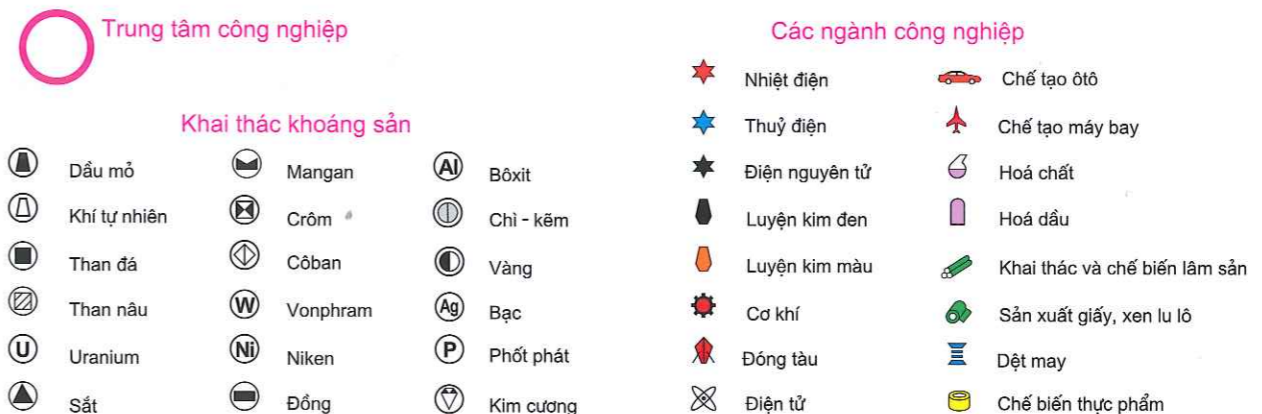 Trung tâm công nghiệp
Khai thác khoáng sản
Dầu mỏ
Khí tự nhiên
Than đá
Than nâu
U Uranium
Sắt
Mangan
Crôm
Côban
W Vonphram
Ni Niken
Đồng
Al Bôxit
Chì - kẽm
Vàng
Ag Bạc
P Phốt phát
Kim cương
Các ngành công nghiệp
Nhiệt điện
Thuỷ điện
Điện nguyên tử
Luyện kim đen
Luyện kim màu
Cơ khí
Đóng tàu
Điện tử
Chế tạo ôtô
Chế tạo máy bay
Hoá chất
Hoá dầu
Khai thác và chế biến lâm sản
Sản xuất giấy, xen lu lô
Dệt may
Chế biến thực phẩm